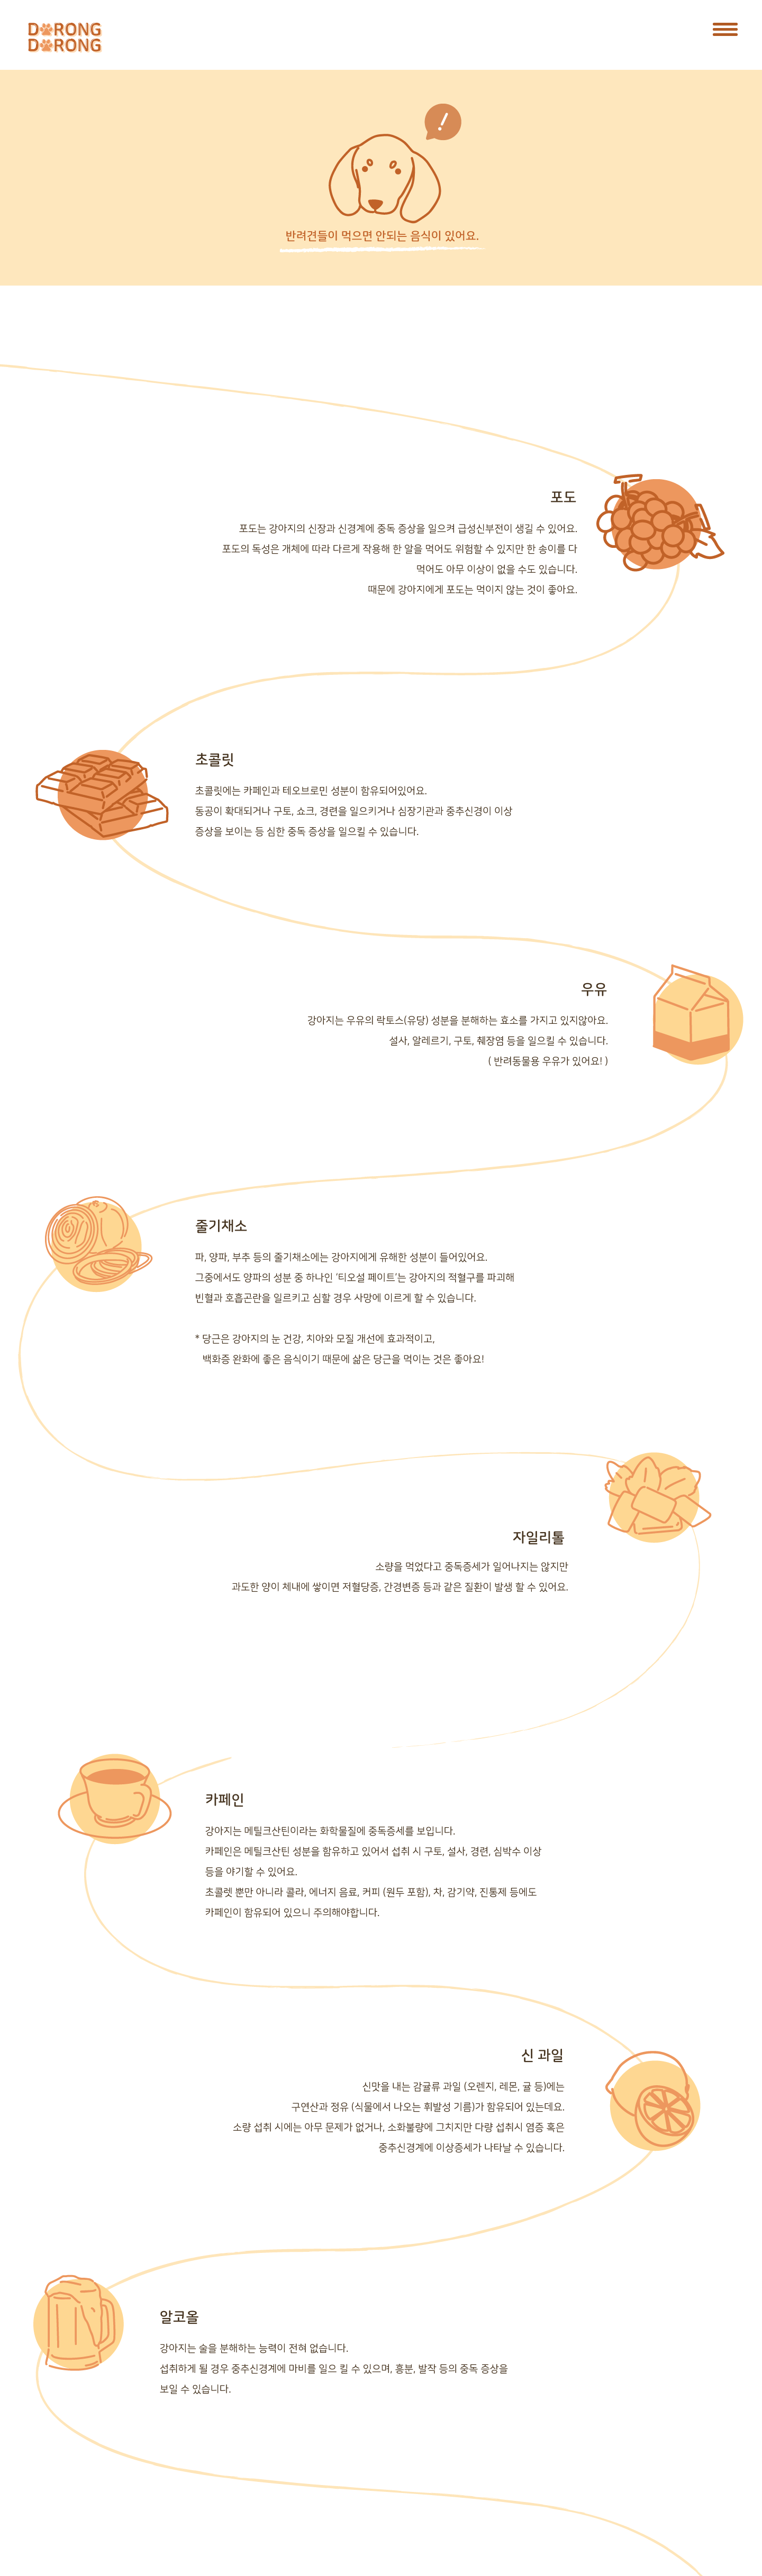 D RONG
D RONG
!
반려견들이 먹으면 안되는 음식이 있어요.
포도
포도는 강아지의 신장과 신경계에 중독 증상을 일으켜 급성신부전이 생길 수 있어요.
포도의 독성은 개체에 따라 다르게 작용해 한 알을 먹어도 위험할 수 있지만 한 송이를 다
먹어도 아무 이상이 없을 수도 있습니다.
때문에 강아지에게 포도는 먹이지 않는 것이 좋아요.
초콜릿
초콜릿에는 카페인과 테오브로민 성분이 함유되어있어요.
동공이 확대되거나 구토, 쇼크, 경련을 일으키거나 심장기관과 중추신경이 이상
증상을 보이는 등 심한 중독 증상을 일으킬 수 있습니다.
우유
강아지는 우유의 락토스(유당) 성분을 분해하는 효소를 가지고 있지않아요.
설사, 알레르기, 구토, 췌장염 등을 일으킬 수 있습니다.
( 반려동물용 우유가 있어요! )
줄기채소
파, 양파, 부추 등의 줄기채소에는 강아지에게 유해한 성분이 들어있어요.
그중에서도 양파의 성분 중 하나인 '티오설 페이트'는 강아지의 적혈구를 파괴해
빈혈과 호흡곤란을 일르키고 심할 경우 사망에 이르게 할 수 있습니다.
* 당근은 강아지의 눈 건강, 치아와 모질 개선에 효과적이고,
백화증 완화에 좋은 음식이기 때문에 삶은 당근을 먹이는 것은 좋아요!
자일리톨
소량을 먹었다고 중독증세가 일어나지는 않지만
과도한 양이 체내에 쌓이면 저혈당증, 간경변증 등과 같은 질환이 발생 할 수 있어요.
카페인
강아지는 메틸크산틴이라는 화학물질에 중독증세를 보입니다.
카페인은 메틸크산틴 성분을 함유하고 있어서 섭취 시 구토, 설사, 경련, 심박수 이상
등을 야기할 수 있어요.
초콜렛 뿐만 아니라 콜라, 에너지 음료, 커피 (원두 포함), 차, 감기약, 진통제 등에도
카페인이 함유되어 있으니 주의해야합니다.
신 과일
신맛을 내는 감귤류 과일 (오렌지, 레몬, 귤 등)에는
구연산과 정유 (식물에서 나오는 휘발성 기름)가 함유되어 있는데요.
소량 섭취 시에는 아무 문제가 없거나, 소화불량에 그치지만 다량 섭취시 염증 혹은
중추신경계에 이상증세가 나타날 수 있습니다.
알코올
강아지는 술을 분해하는 능력이 전혀 없습니다.
섭취하게 될 경우 중추신경계에 마비를 일으 킬 수 있으며, 흥분, 발작 등의 중독 증상을
보일 수 있습니다.